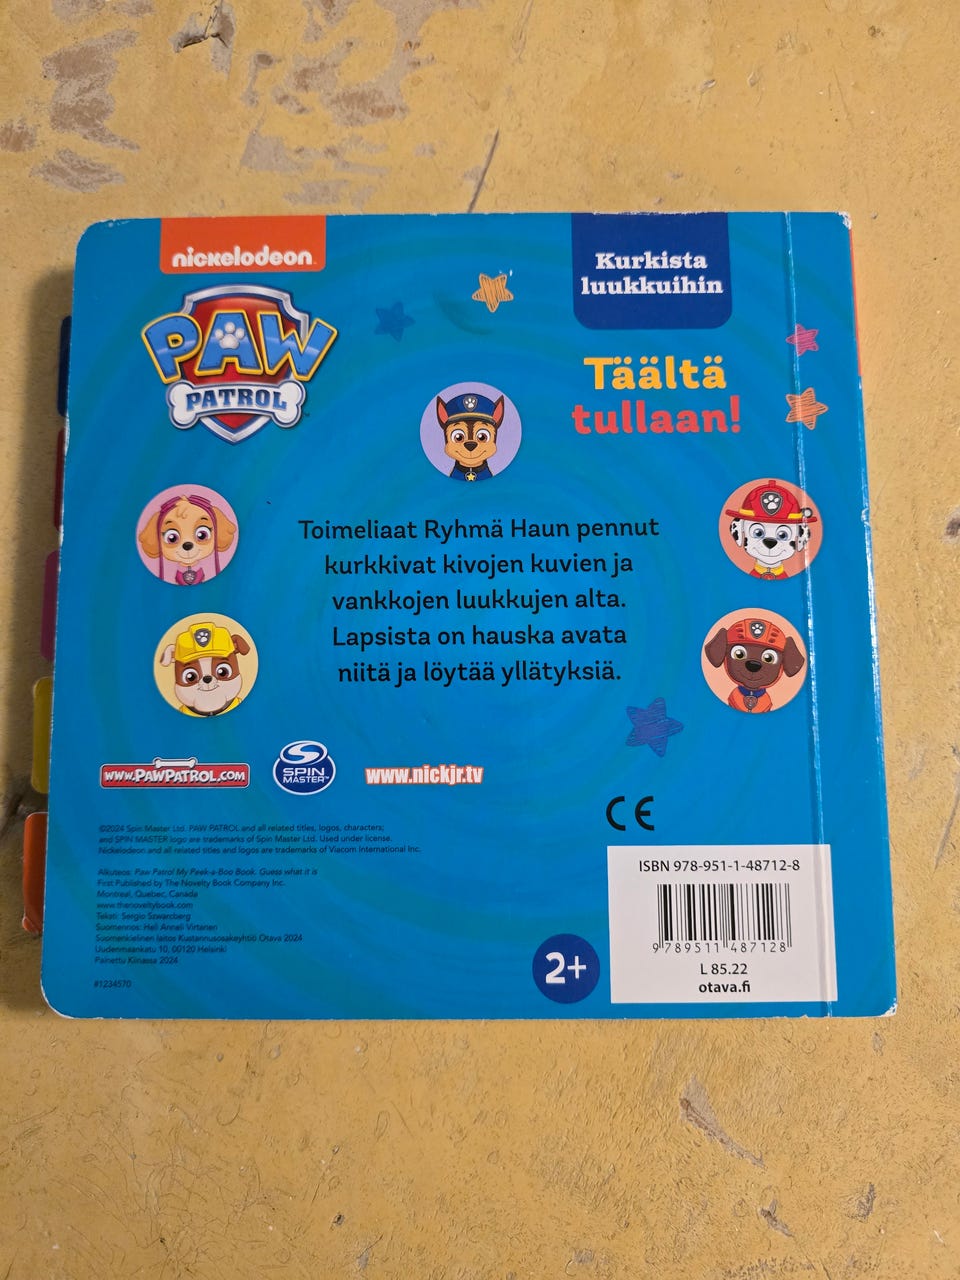 nickelodeon
PAW
PATROL
Kurkista
luukkuihin
Täältä
tullaan!
Toimeliaat Ryhmä Haun pennut
kurkkivat kivojen kuvien ja
vankkojen luukkujen alta.
Lapsista on hauska avata
niitä ja löytää yllätyksiä.
www.PawPatrol.com
SPIN
MASTER™
www.nickjr.tv
©2024 Spin Master Ltd. PAW PATROL and all related titles, logos, characters;
and SPIN MASTER logo are trademarks of Spin Master Ltd. Used under license.
Nickelodeon and all related titles and logos are trademarks of Viacom International Inc.
Alkuteos: Paw Patrol My Peek-a-Boo Book. Guess what it is
First Published by The Novelty Book Company Inc.
Montreal, Quebec, Canada
www.thenoveltybook.com
Teksti: Sergio Szwarcberg
Suomennos: Heli Anneli Virtanen
Suomenkielinen laitos Kustannusosakeyhtiö Otava 2024
Uudenmaankatu 10, 00120 Helsinki
Painettu Kiinassa 2024
#1234570
CE
2+
ISBN 978-951-1-48712-8
9 789511 487128
L 85.22
otava.fi